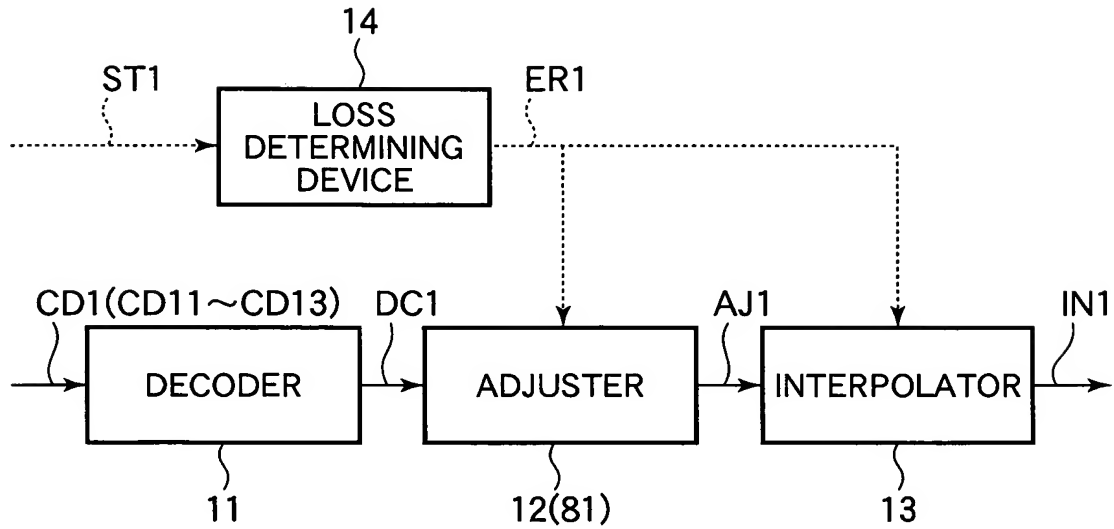 14
ST1
ER1
LOSS
DETERMINING
DEVICE
CD1(CD11～CD13)
DC1
AJ1
IN1
DECODER
ADJUSTER
INTERPOLATOR
11
12(81)
13